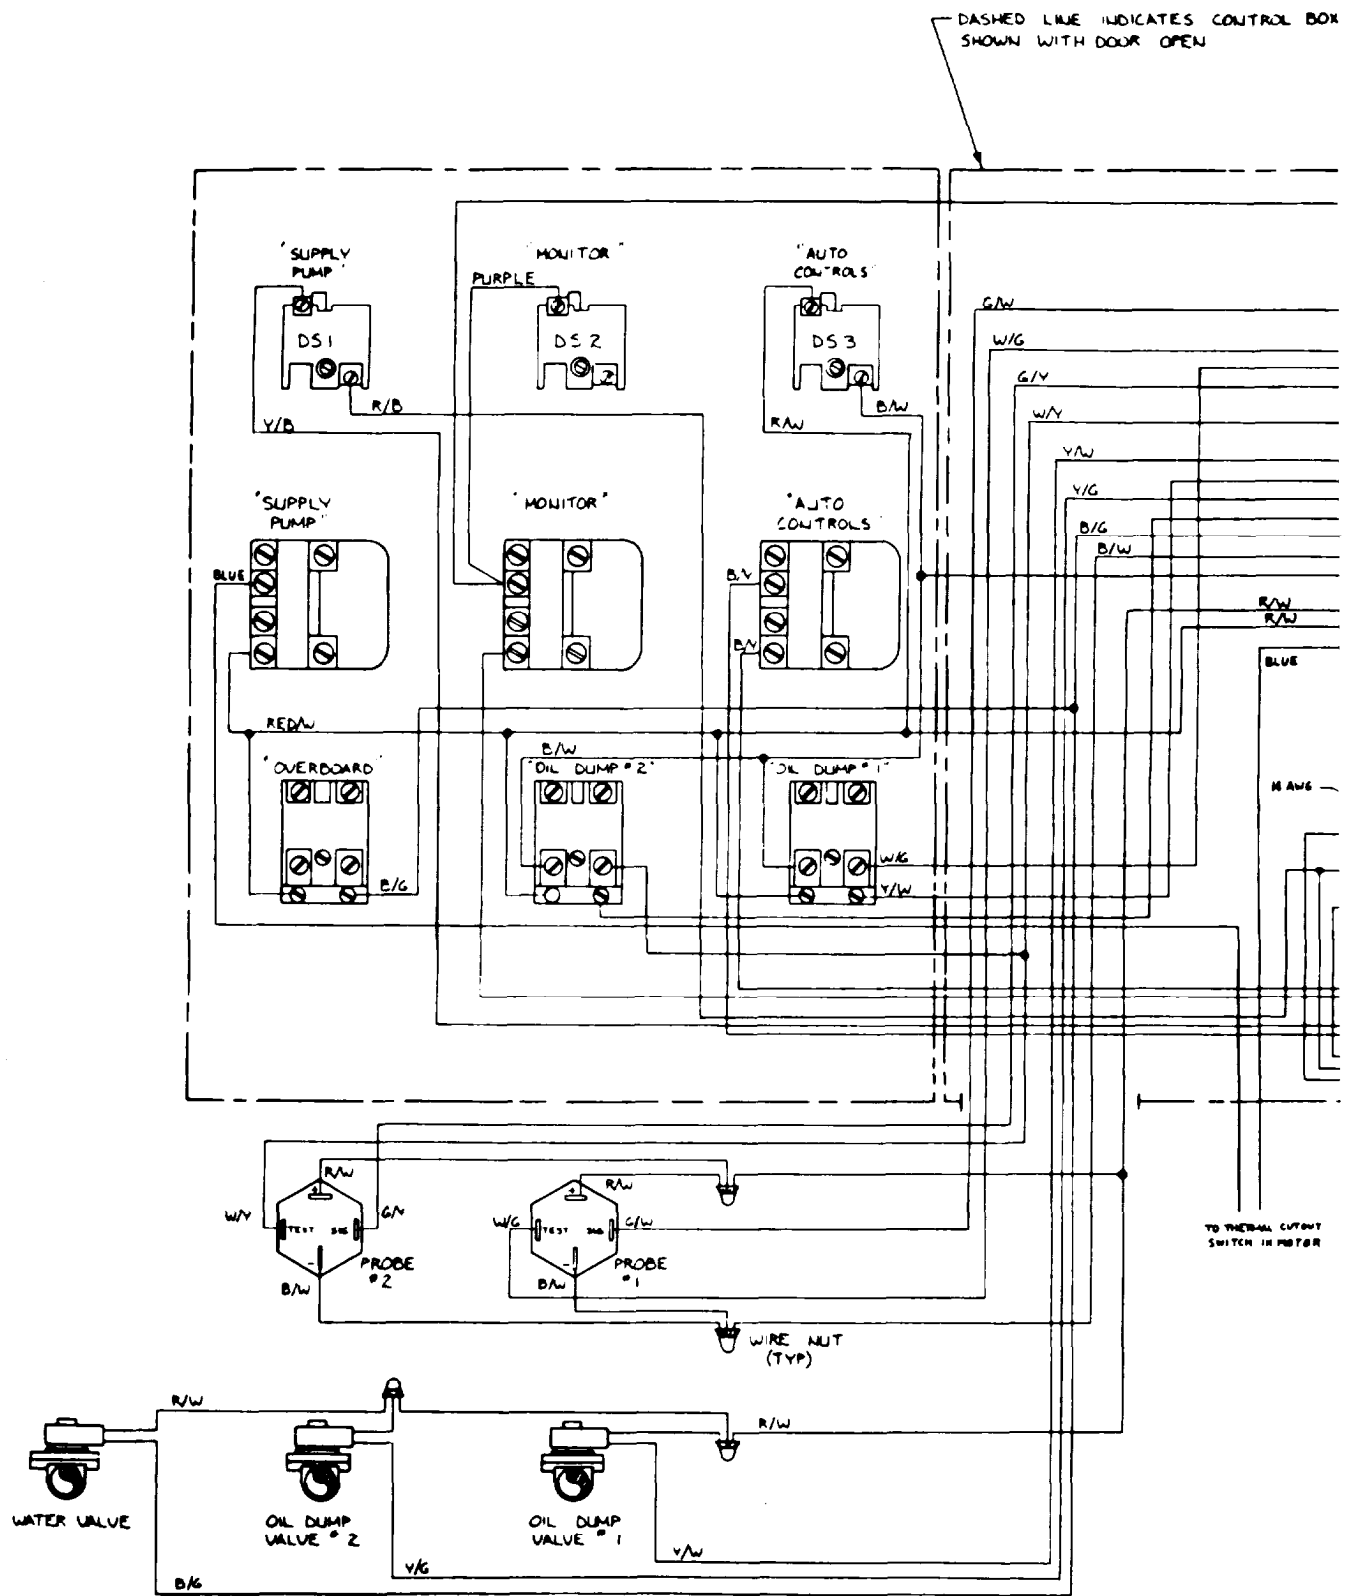 DASHED LINE INDICATES CONTROL BOX
SHOWN WITH DOOR OPEN
"SUPPLY
PUMP"
"MONITOR"
"AUTO
CONTROLS"
PURPLE
DS1
DS2
DS3
G/W
W/G
G/Y
R/B
B/W
W/Y
Y/B
R/W
Y/W
Y/G
B/G
B/W
"SUPPLY
PUMP"
"MONITOR"
"AUTO
CONTROLS"
BLUE
B/Y
B/Y
R/W
R/W
BLUE
RED/W
B/W
"OVERBOARD"
"OIL DUMP #2"
"OIL DUMP #1"
AWG
W/G
B/G
Y/W
R/W
R/W
W/Y
TEST
SIG
G/Y
W/G
TEST
SIG
G/W
+
+
-
-
PROBE
#2
PROBE
#1
B/W
B/W
TO THERMAL CUTOUT
SWITCH IN MOTOR
WIRE NUT
(TYP)
R/W
R/W
WATER VALVE
OIL DUMP
VALVE #2
OIL DUMP
VALVE #1
Y/W
Y/G
B/G